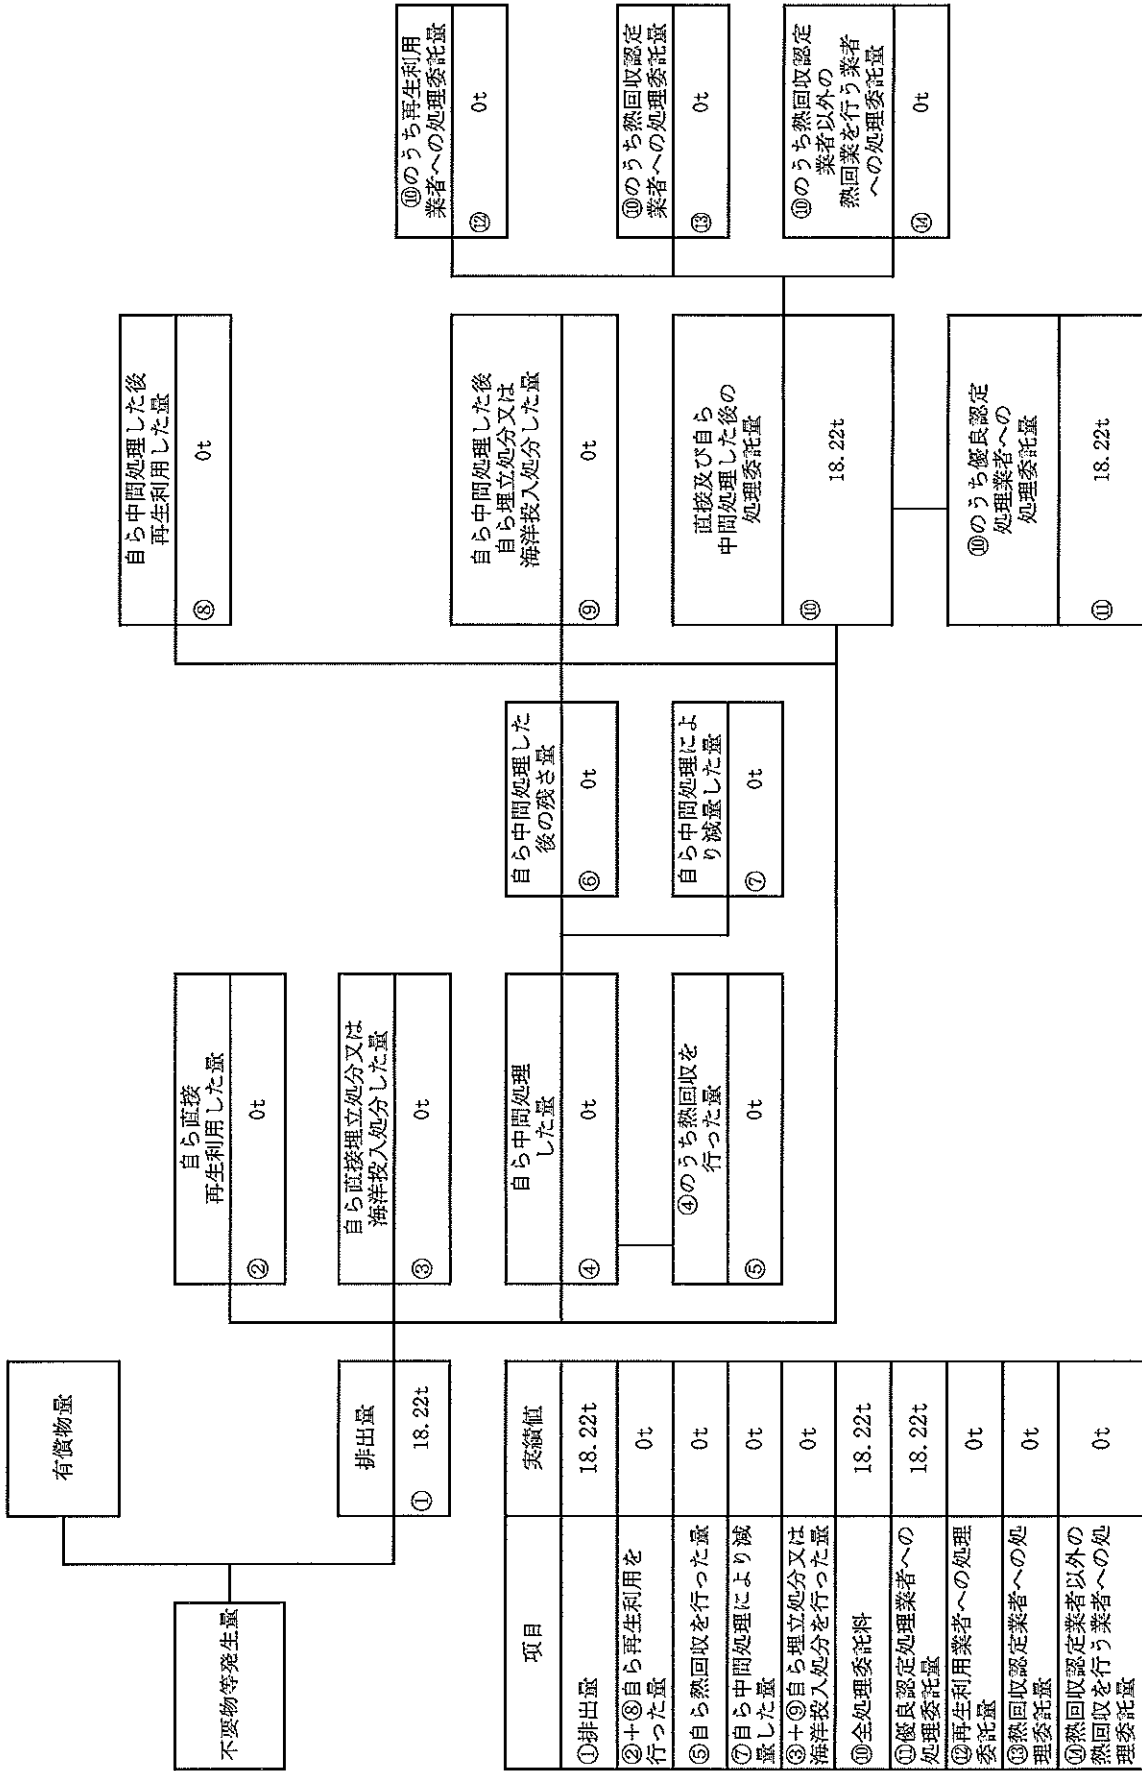 不要物等発生量
有償物量
排出量
① 18.22t
自ら直接
再生利用した量
② 0t
自ら直接埋立処分又は
海洋投入処分した量
③ 0t
自ら中間処理
した量
④ 0t
④のうち熱回収を
行った量
⑤ 0t
自ら中間処理した
後の残さ量
⑥ 0t
自ら中間処理によ
り減量した量
⑦ 0t
自ら中間処理した後
再生利用した量
⑧ 0t
自ら中間処理した後
自ら埋立処分又は
海洋投入処分した量
⑨ 0t
直接及び自ら
中間処理した後の
処理委託量
⑩ 18.22t
⑩のうち優良認定
処理業者への
処理委託量
⑪ 18.22t
⑩のうち再生利用
業者への処理委託量
⑫ 0t
⑩のうち熱回収認定
業者への処理委託量
⑬ 0t
⑩のうち熱回収認定
業者以外の
熱回業を行う業者
への処理委託量
⑭ 0t
項目 実績値
①排出量 18.22t
②+⑧自ら再生利用を
行った量 0t
⑤自ら熱回収を行った量 0t
⑦自ら中間処理により減
量した量 0t
③+⑨自ら埋立処分又は
海洋投入処分を行った量 0t
⑩全処理委託料 18.22t
⑪優良認定処理業者への
処理委託量 18.22t
⑫再生利用業者への処理
委託量 0t
⑬熱回収認定業者への処
理委託量 0t
⑭熱回収認定業者以外の
熱回収を行う業者への処
理委託量 0t